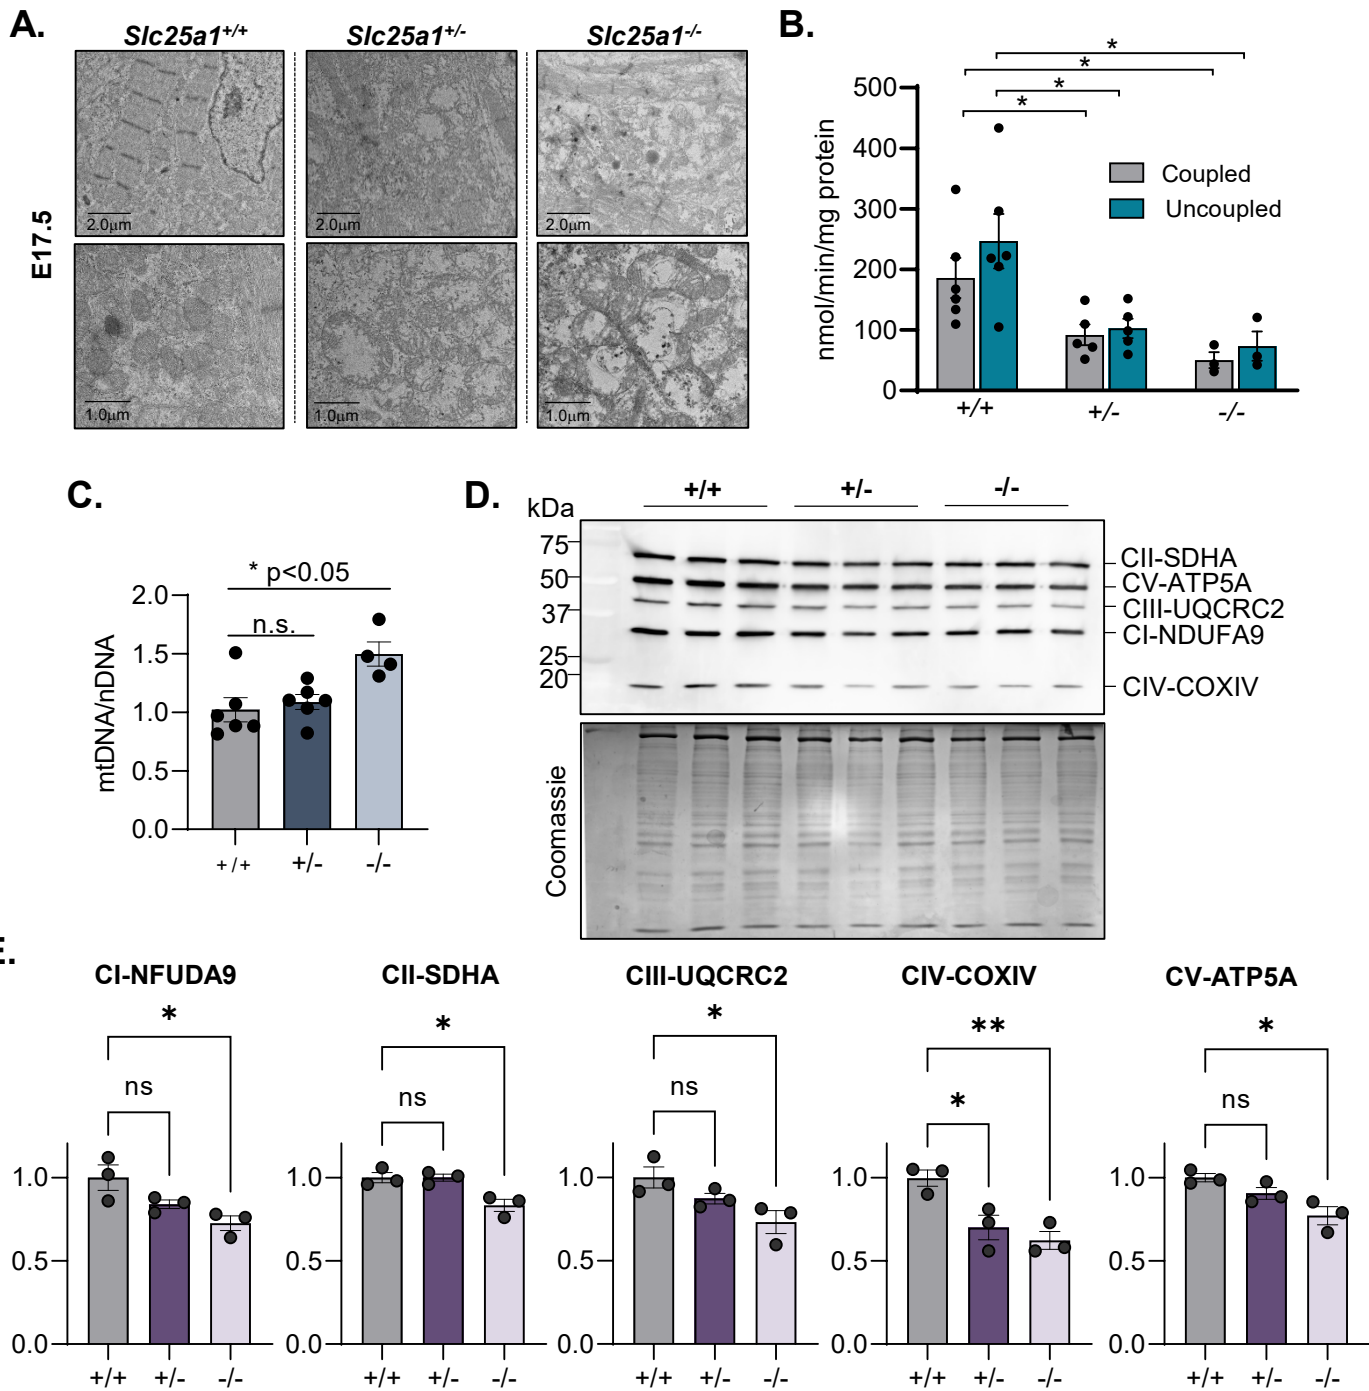 A.
Slc25a1+/+
Slc25a1+/-
Slc25a1-/-
E17.5
2.0µm
2.0µm
2.0µm
1.0µm
1.0µm
1.0µm
B.
* 
*
*
*
nmol/min/mg protein
500
400
300
200
100
0
Coupled
Uncoupled
+/+
+/-
-/-
C.
* p<0.05
n.s.
mtDNA/nDNA
2.0
1.5
1.0
0.5
0.0
+/+
+/-
-/-
D.
kDa
+/+
+/-
-/-
75
50
37
25
20
CII-SDHA
CV-ATP5A
CIII-UQCRC2
CI-NDUFA9
CIV-COXIV
Coomassie
E.
CI-NFUDA9
*
ns
1.0
0.5
0.0
+/+
+/-
-/-
CII-SDHA
*
ns
1.0
0.5
0.0
+/+
+/-
-/-
CIII-UQCRC2
*
ns
1.0
0.5
0.0
+/+
+/-
-/-
CIV-COXIV
**
*
1.0
0.5
0.0
+/+
+/-
-/-
CV-ATP5A
*
ns
1.0
0.5
0.0
+/+
+/-
-/-